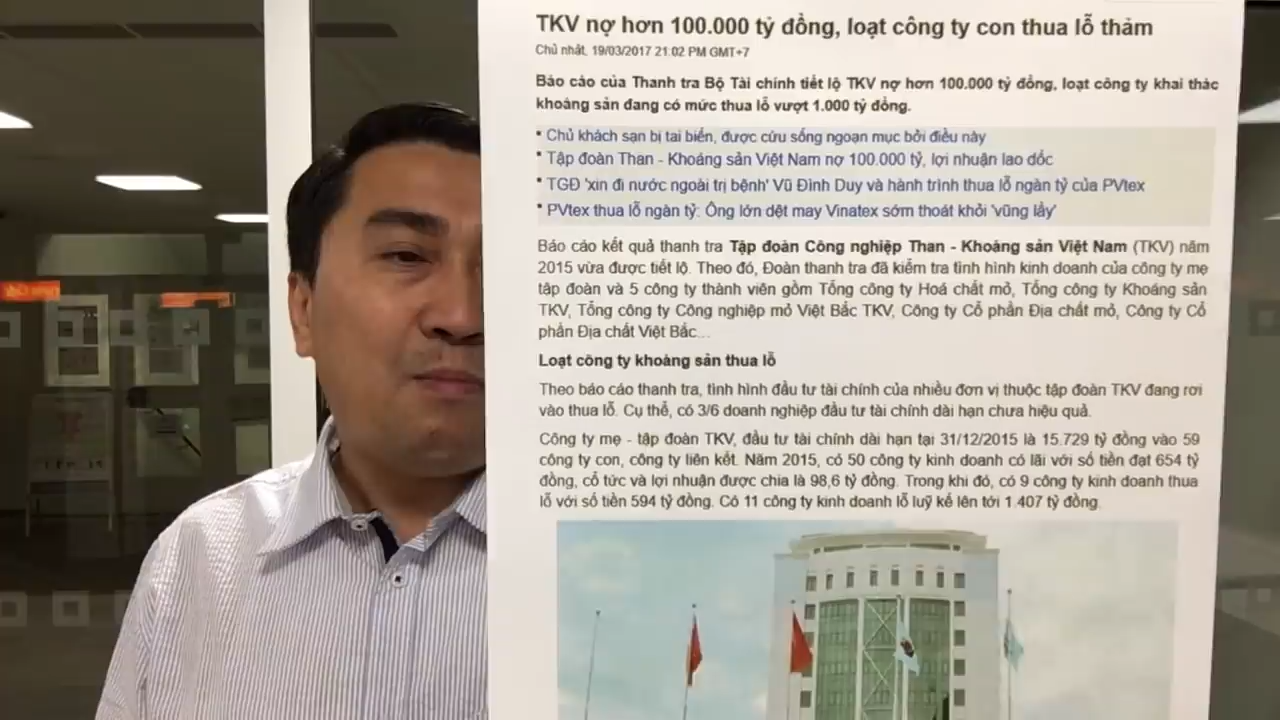 TKV nợ hơn 100.000 tỷ đồng, loạt công ty con thua lỗ thảm
Chủ nhật, 19/03/2017 21:02 PM GMT+7
Báo cáo của Thanh tra Bộ Tài chính tiết lộ TKV nợ hơn 100.000 tỷ đồng, loạt công ty khai thác
khoáng sản đang có mức thua lỗ vượt 1.000 tỷ đồng.
* Chủ khách sạn bị tai biến, được cứu sống ngoạn mục bởi điều này
* Tập đoàn Than - Khoáng sản Việt Nam nợ 100.000 tỷ, lợi nhuận lao dốc
* TGĐ 'xin đi nước ngoài trị bệnh' Vũ Đình Duy và hành trình thua lỗ ngàn tỷ của PVtex
* PVtex thua lỗ ngàn tỷ: Ông lớn dệt may Vinatex sớm thoát khỏi 'vũng lầy'
Báo cáo kết quả thanh tra Tập đoàn Công nghiệp Than - Khoáng sản Việt Nam (TKV) năm
2015 vừa được tiết lộ. Theo đó, Đoàn thanh tra đã kiểm tra tình hình kinh doanh của công ty mẹ
tập đoàn và 5 công ty thành viên gồm Tổng công ty Hoá chất mỏ, Tổng công ty Khoáng sản
TKV, Tổng công ty Công nghiệp mỏ Việt Bắc TKV, Công ty Cổ phần Địa chất mỏ, Công ty Cổ
phần Địa chất Việt Bắc...
Loạt công ty khoáng sản thua lỗ
Theo báo cáo thanh tra, tình hình đầu tư tài chính của nhiều đơn vị thuộc tập đoàn TKV đang rơi
vào thua lỗ. Cụ thể, có 3/6 doanh nghiệp đầu tư tài chính dài hạn chưa hiệu quả.
Công ty mẹ - tập đoàn TKV, đầu tư tài chính dài hạn tại 31/12/2015 là 15.729 tỷ đồng vào 59
công ty con, công ty liên kết. Năm 2015, có 50 công ty kinh doanh có lãi với số tiền đạt 654 tỷ
đồng, cổ tức và lợi nhuận được chia là 98,6 tỷ đồng. Trong khi đó, có 9 công ty kinh doanh thua
lỗ với số tiền 594 tỷ đồng. Có 11 công ty kinh doanh lỗ luỹ kế lên tới 1.407 tỷ đồng.